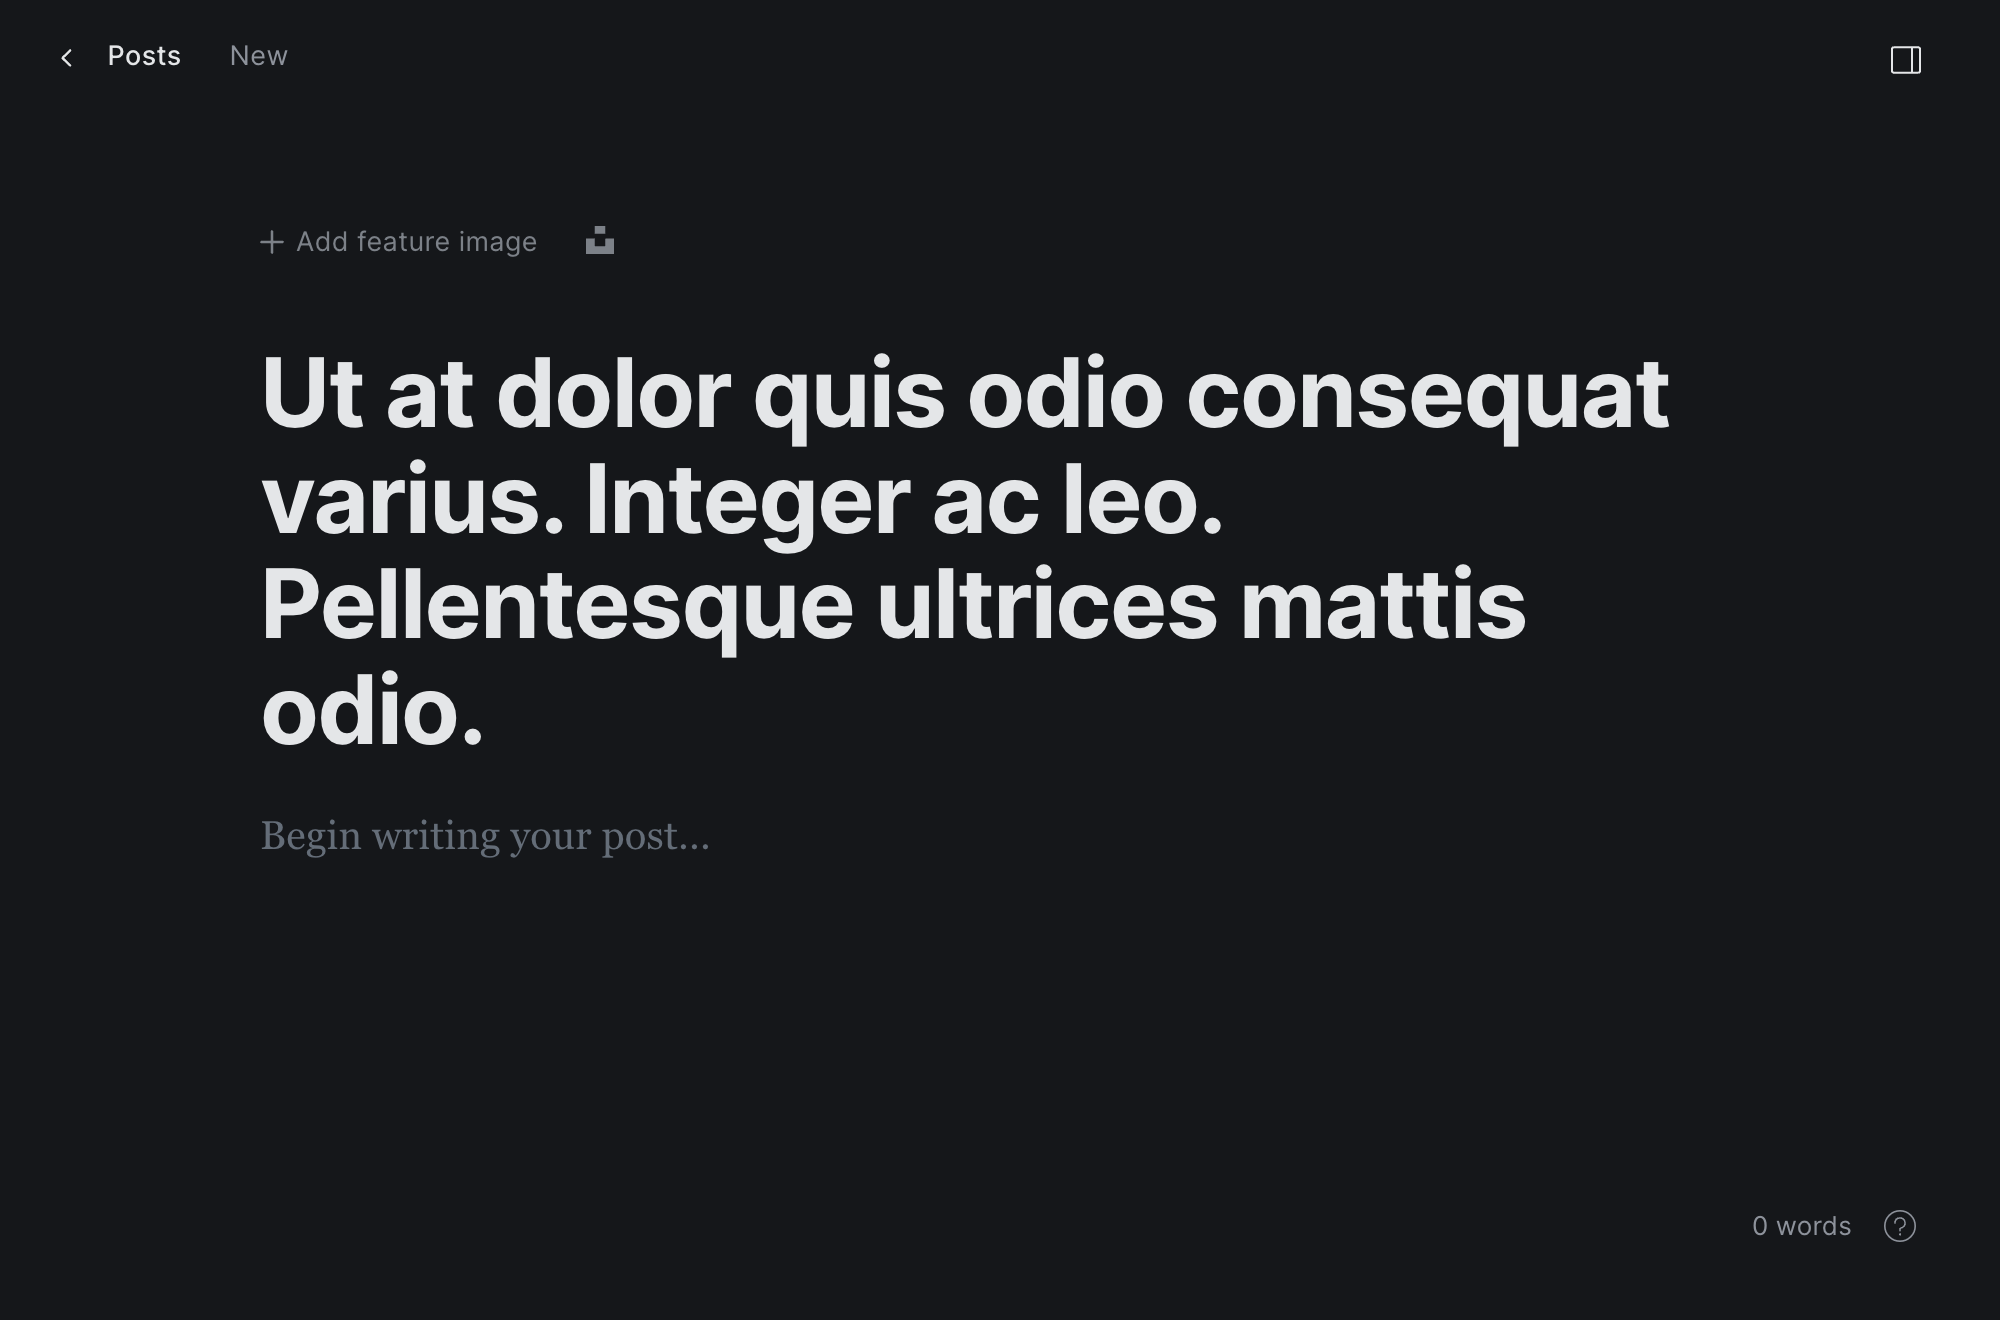 Posts New
+ Add feature image
Ut at dolor quis odio consequat
varius. Integer ac leo.
Pellentesque ultrices mattis
odio.
Begin writing your post...
0 words ?